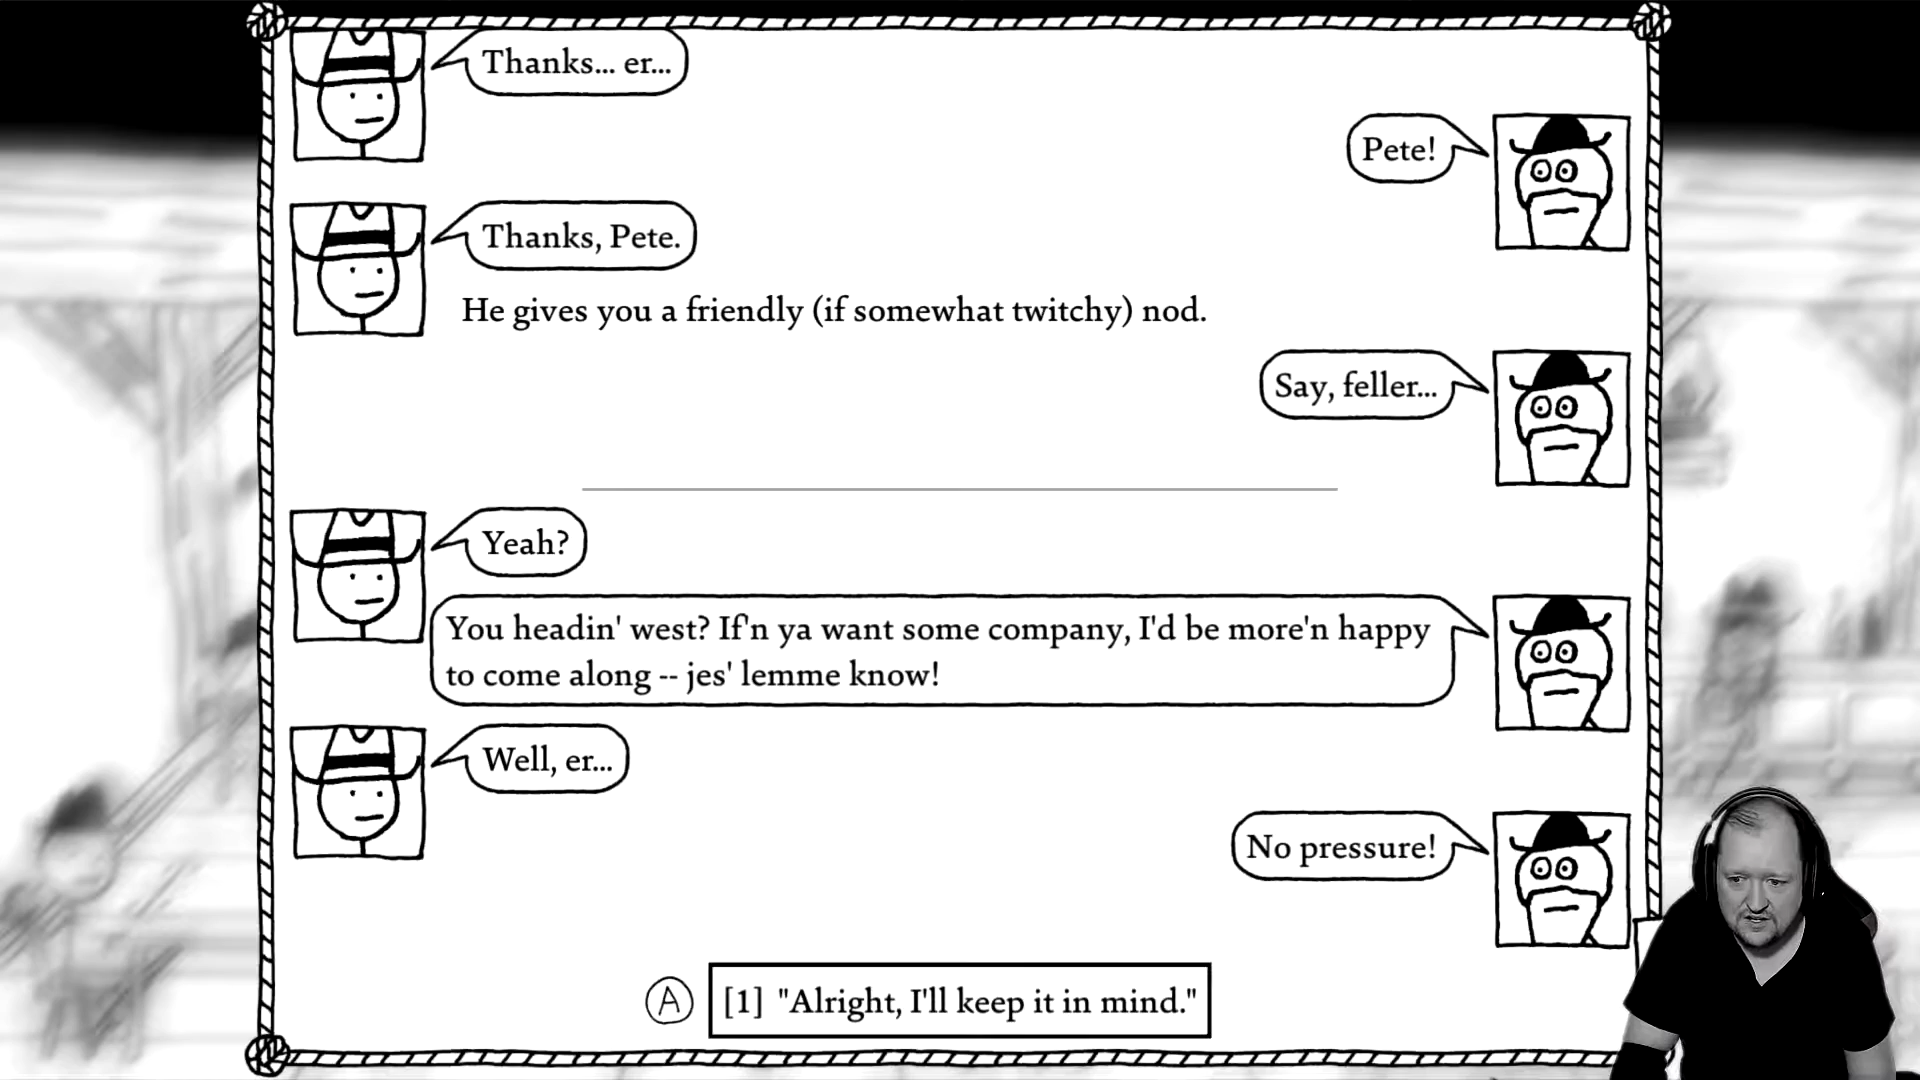 Thanks... er...
Pete!
Thanks, Pete.
He gives you a friendly (if somewhat twitchy) nod.
Say, feller...
Yeah?
You headin' west? If'n ya want some company, I'd be more'n happy
to come along -- jes' lemme know!
Well, er...
No pressure!
A [1] "Alright, I'll keep it in mind."